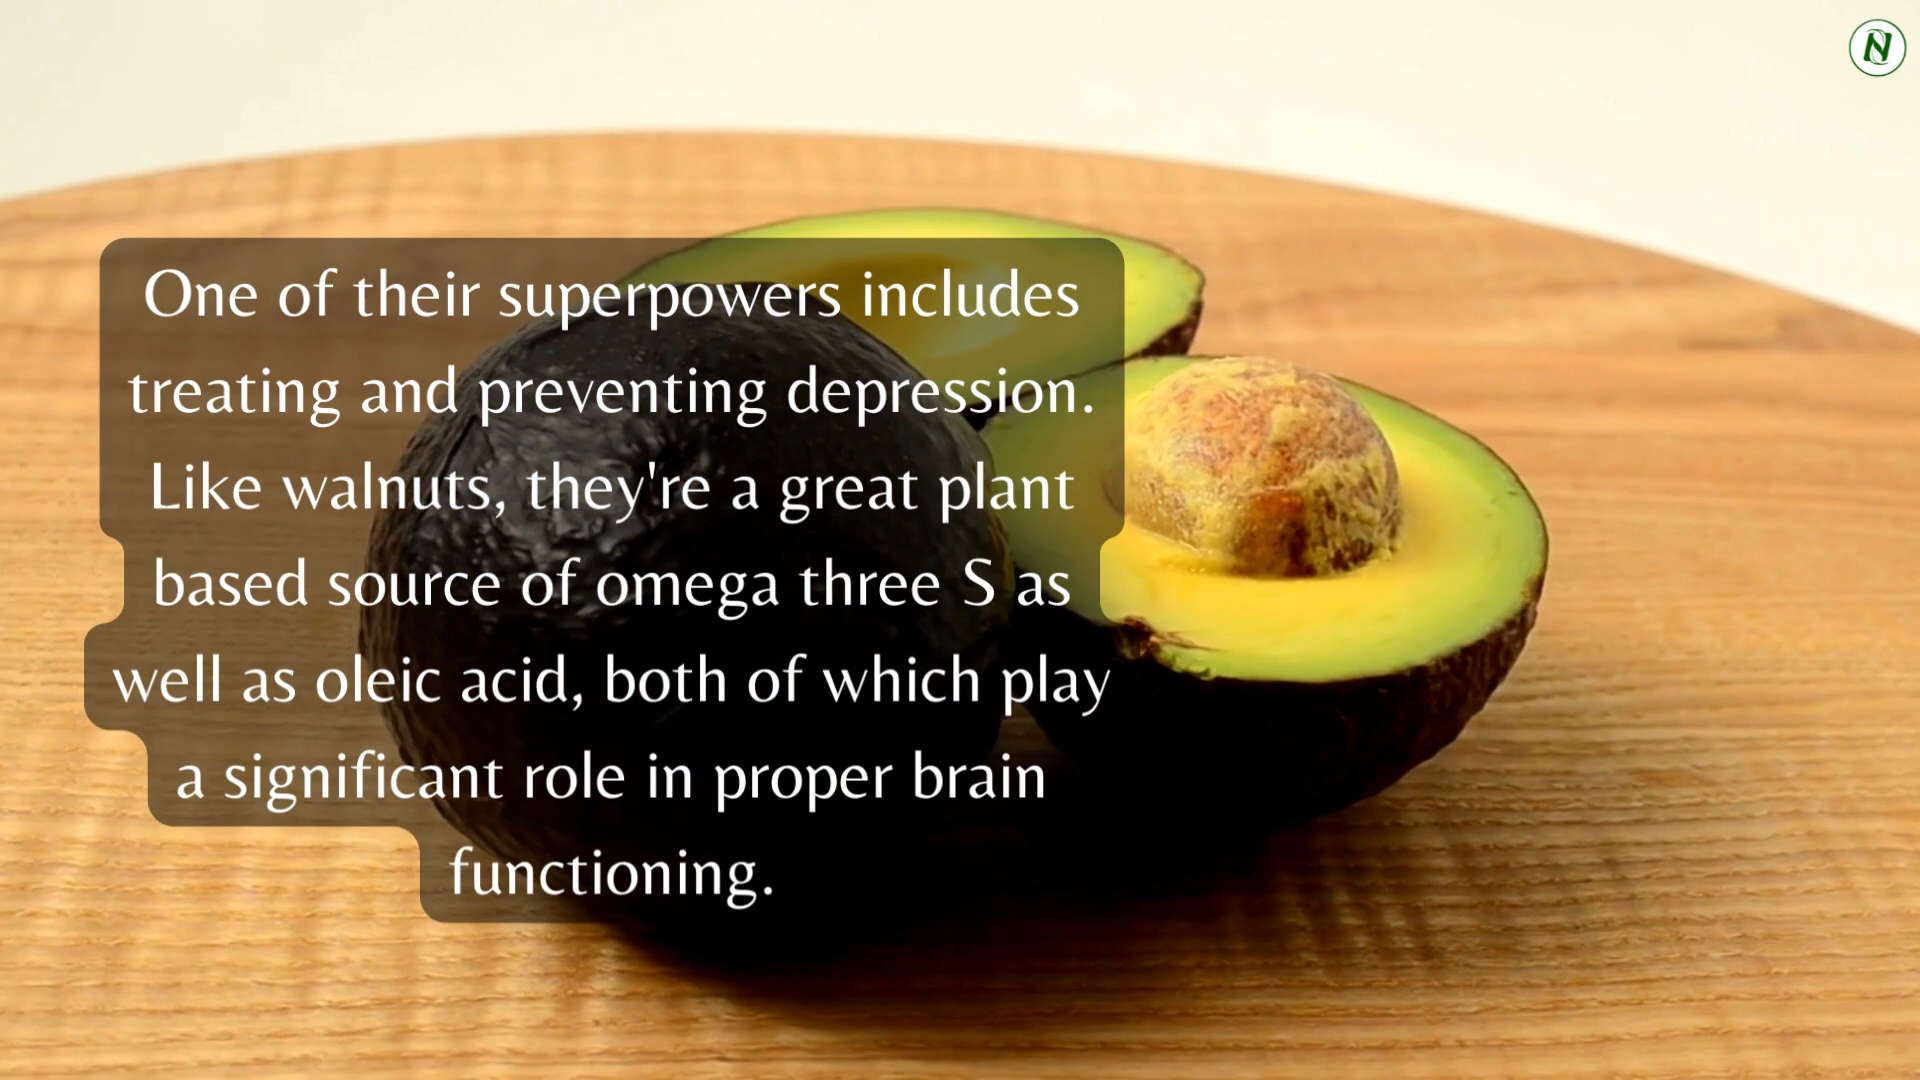 N
One of their superpowers includes
treating and preventing depression.
Like walnuts, they're a great plant
based source of omega three S as
well as oleic acid, both of which play
a significant role in proper brain
functioning.